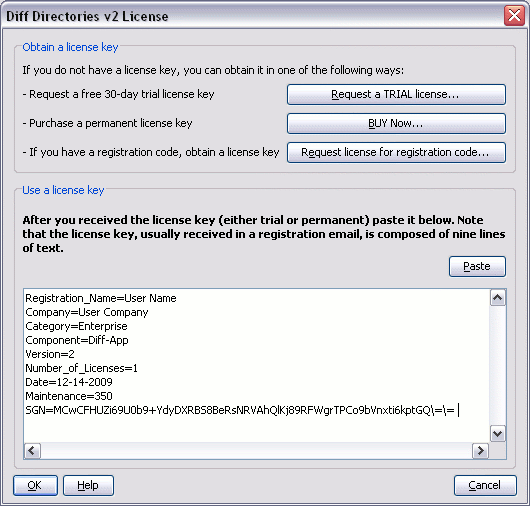 Diff Directories v2 License
Obtain a license key
If you do not have a license key, you can obtain it in one of the following ways:
- Request a free 30-day trial license key
Request a TRIAL license...
- Purchase a permanent license key
BUY Now...
- If you have a registration code, obtain a license key
Request license for registration code...
Use a license key
After you received the license key (either trial or permanent) paste it below. Note
that the license key, usually received in a registration email, is composed of nine lines
of text.
Paste
Registration_Name=User Name
Company=User Company
Category=Enterprise
Component=Diff-App
Version=2
Number_of_Licenses=1
Date=12-14-2009
Maintenance=350
SGN=MCwCFHUZi69U0b9+YdyDXRBS8BeRsNRVAhQlKj89RFWgrTPCo9bVnxti6kptGQ\=\=
OK
Help
Cancel